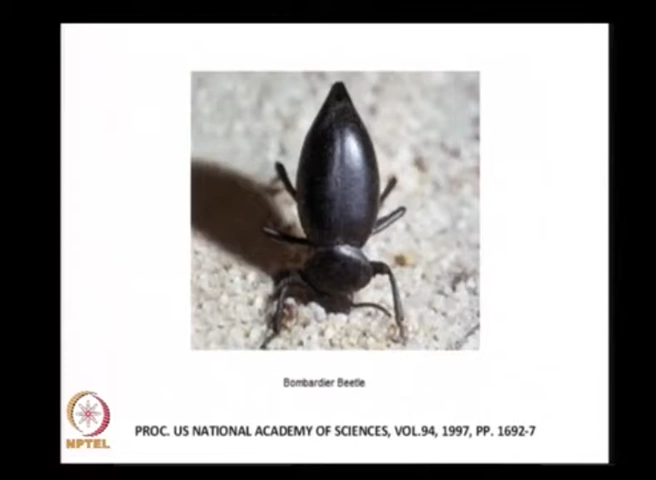 Bombardier Beetle
PROC. US NATIONAL ACADEMY OF SCIENCES, VOL.94, 1997, PP. 1692-7
NPTEL